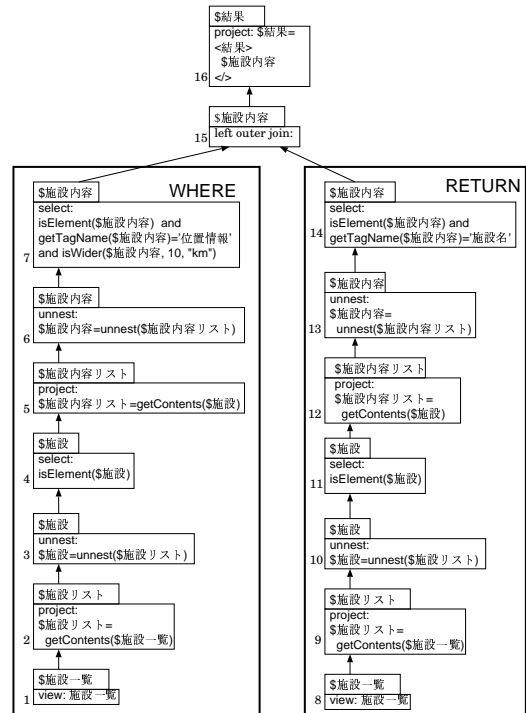 $結果
project: $結果=
<結果>
$施設内容
</>
16
$施設内容
left outer join:
15
WHERE
$施設内容
select:
isElement($施設内容) and
getTagName($施設内容)='位置情報'
and isWider($施設内容, 10, "km")
7
$施設内容
unnest:
$施設内容=unnest($施設内容リスト)
6
$施設内容リスト
project:
$施設内容リスト=getContents($施設)
5
$施設
select:
isElement($施設)
4
$施設
unnest:
$施設=unnest($施設リスト)
3
$施設リスト
project:
$施設リスト=
getContents($施設一覧)
2
$施設一覧
view: 施設一覧
1
RETURN
$施設内容
select:
isElement($施設内容) and
getTagName($施設内容)='施設名'
14
$施設内容
unnest:
$施設内容=
unnest($施設内容リスト)
13
$施設内容リスト
project:
$施設内容リスト=
getContents($施設)
12
$施設
select:
isElement($施設)
11
$施設
unnest:
$施設=unnest($施設リスト)
10
$施設リスト
project:
$施設リスト=
getContents($施設一覧)
9
$施設一覧
view: 施設一覧
8